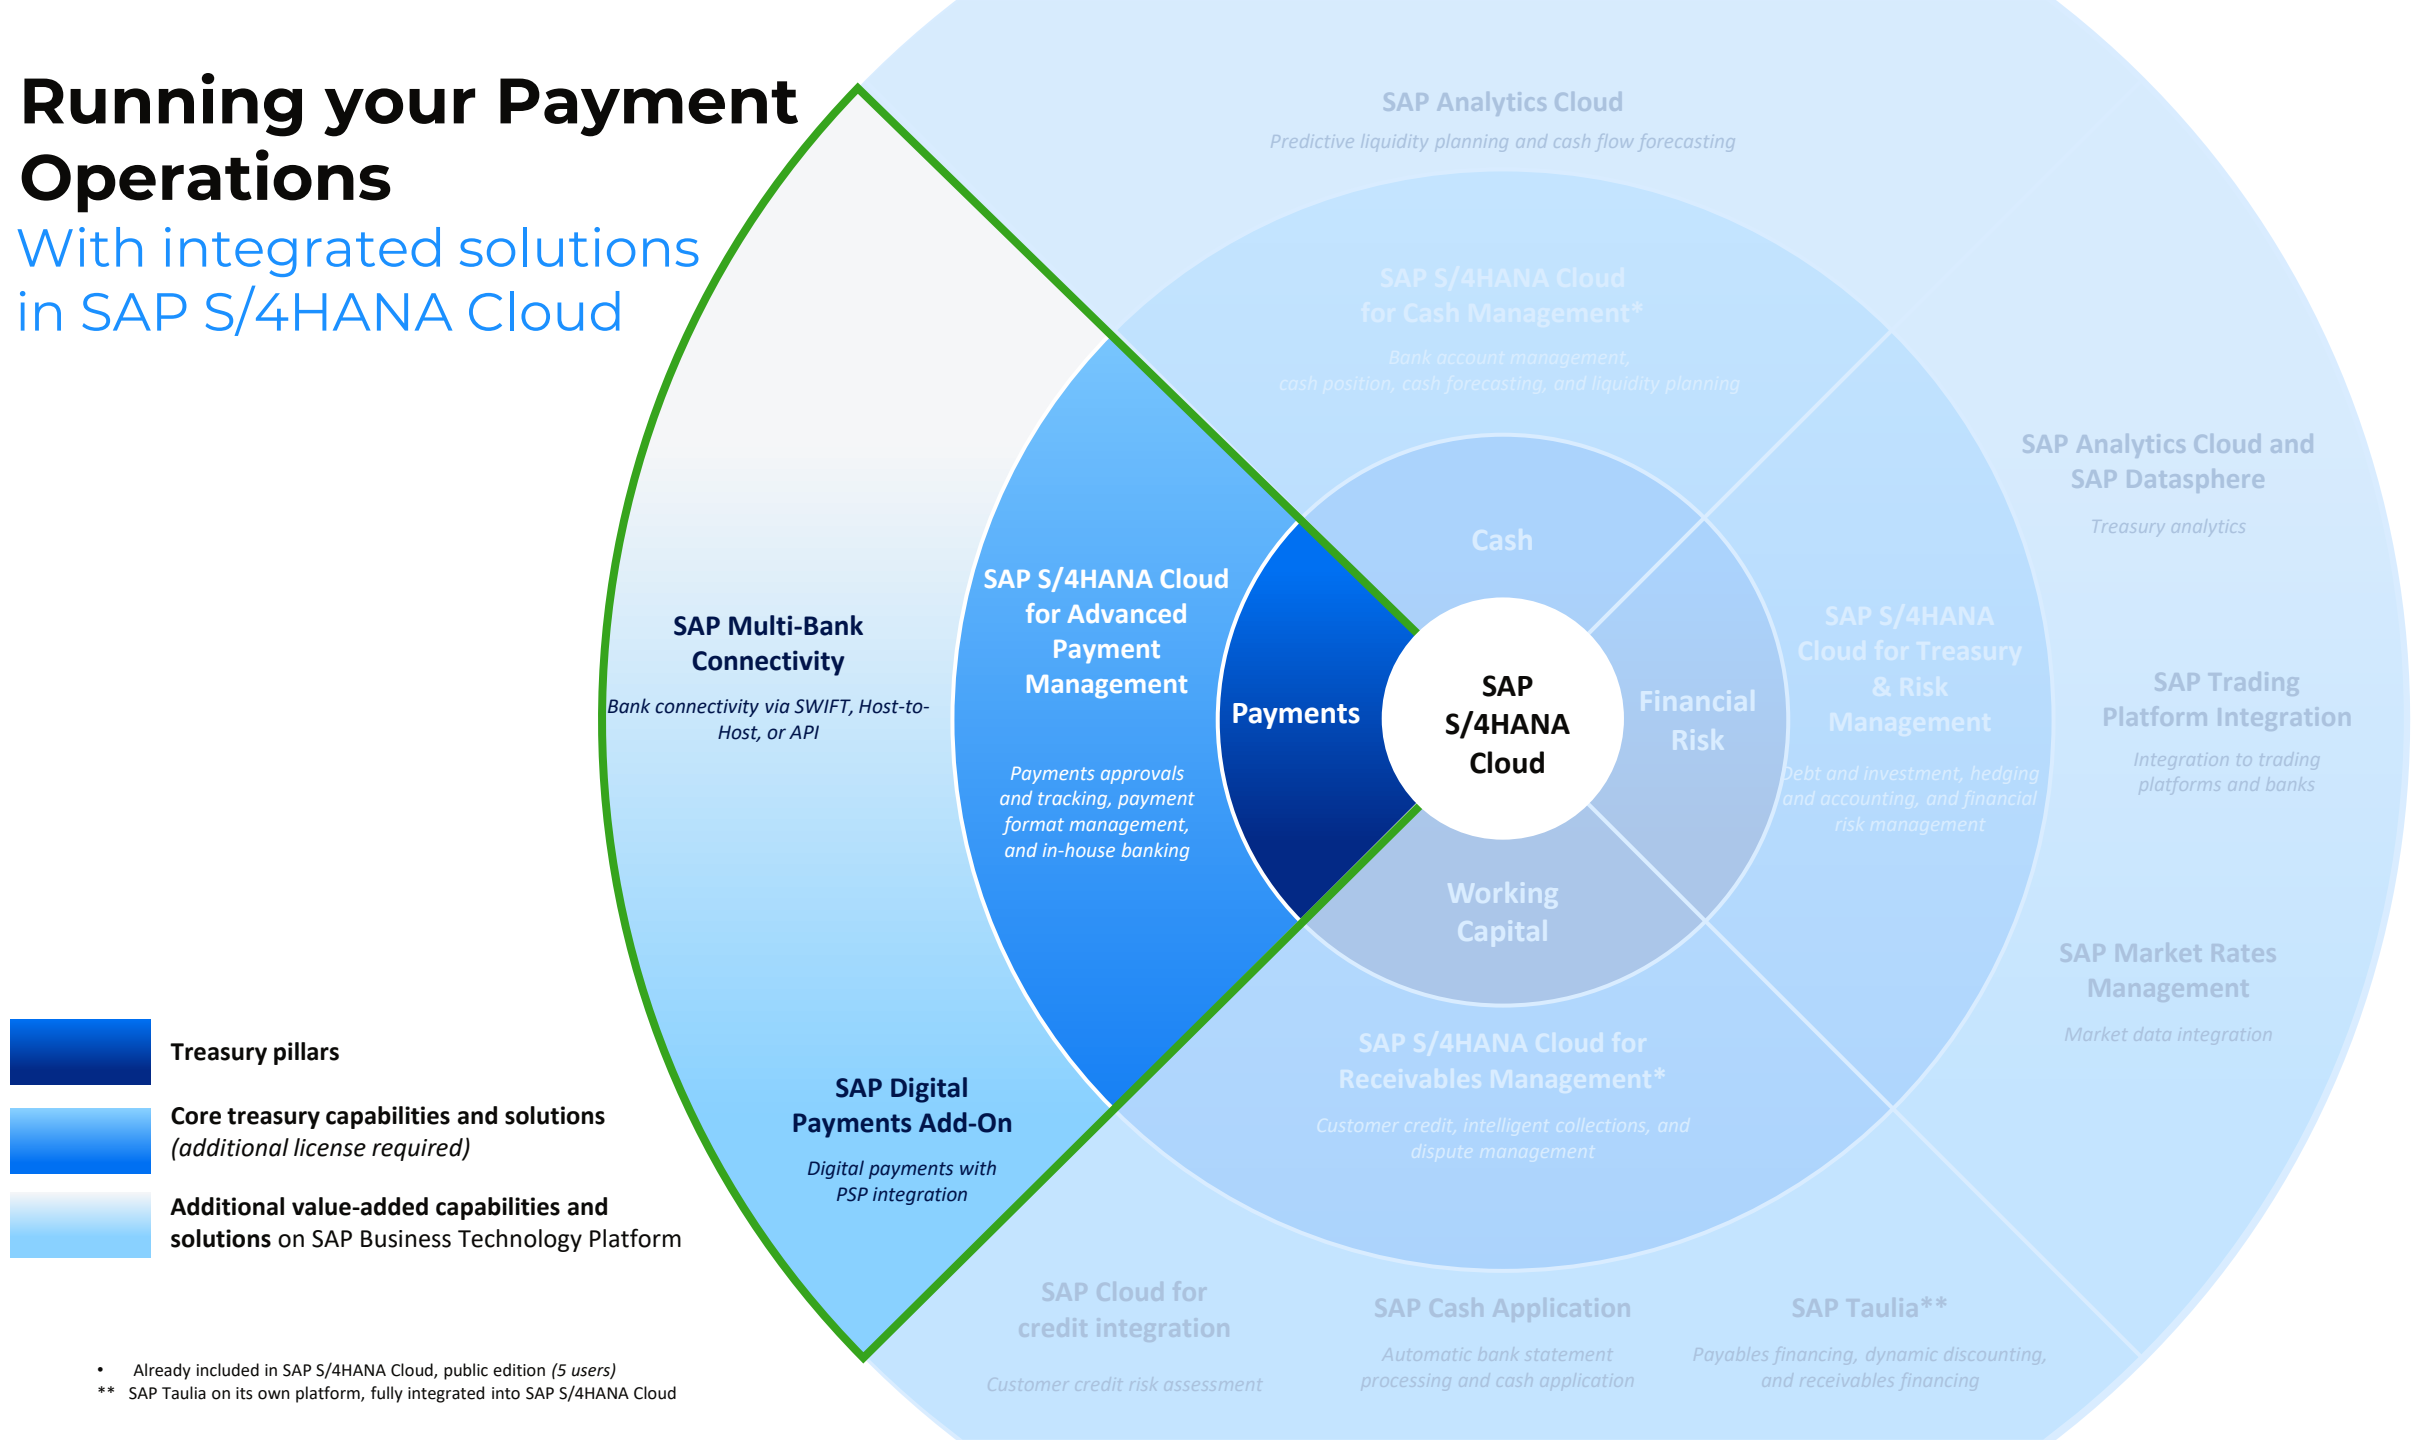 Running your Payment
Operations
With integrated solutions
in SAP S/4HANA Cloud
SAP Analytics Cloud
Predictive liquidity planning and cash flow forecasting
SAP S/4HANA Cloud
for Cash Management*
Bank account management,
cash position, cash forecasting, and liquidity planning
SAP Analytics Cloud and
SAP Datasphere
Treasury analytics
Cash
SAP Multi-Bank
Connectivity
Bank connectivity via SWIFT, Host-to-
Host, or API
SAP S/4HANA Cloud
for Advanced
Payment
Management
Payments approvals
and tracking, payment
format management,
and in-house banking
Payments
SAP
S/4HANA
Cloud
Financial
Risk
SAP S/4HANA
Cloud for Treasury
& Risk
Management
Debt and investment, hedging
and accounting, and financial
risk management
SAP Trading
Platform Integration
Integration to trading
platforms and banks
Working
Capital
SAP Market Rates
Management
Market data integration
SAP S/4HANA Cloud for
Receivables Management*
Customer credit, intelligent collections, and
dispute management
SAP Digital
Payments Add-On
Digital payments with
PSP integration
Treasury pillars
Core treasury capabilities and solutions
(additional license required)
Additional value-added capabilities and
solutions on SAP Business Technology Platform
SAP Cloud for
credit integration
Customer credit risk assessment
SAP Cash Application
Automatic bank statement
processing and cash application
SAP Taulia**
Payables financing, dynamic discounting,
and receivables financing
• Already included in SAP S/4HANA Cloud, public edition (5 users)
** SAP Taulia on its own platform, fully integrated into SAP S/4HANA Cloud